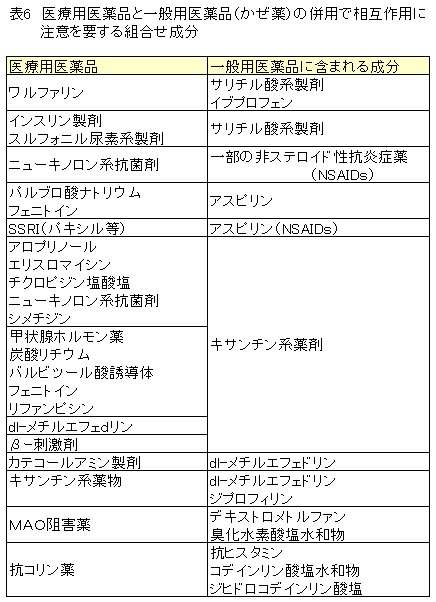 表6 医療用医薬品と一般用医薬品(かぜ薬)の併用で相互作用に
注意を要する組合せ成分
医療用医薬品 一般用医薬品に含まれる成分
ワルファリン サリチル酸系製剤
イブプロフェン
インスリン製剤
スルフォニル尿素系製剤 サリチル酸系製剤
ニューキノロン系抗菌剤 一部の非ステロイド性抗炎症薬
(NSAIDs)
バルブロ酸ナトリウム
フェニトイン アスピリン
SSRI(パキシル等) アスピリン(NSAIDs)
アロプリノール
エリスロマイシン
チクロピジン塩酸塩
ニューキノロン系抗菌剤
シメチジン
甲状腺ホルモン薬
炭酸リチウム
バルビツール酸誘導体
フェニトイン
リファンピシン
dl-メチルエフェdリン
β-刺激剤
キサンチン系薬剤
カテコールアミン製剤 dl-メチルエフェドリン
キサンチン系薬物 dl-メチルエフェドリン
ジプロフィリン
MAO阻害薬 デキストロメトルファン
臭化水素酸塩水和物
抗コリン薬 抗ヒスタミン
コデインリン酸塩水和物
ジヒドロコデインリン酸塩